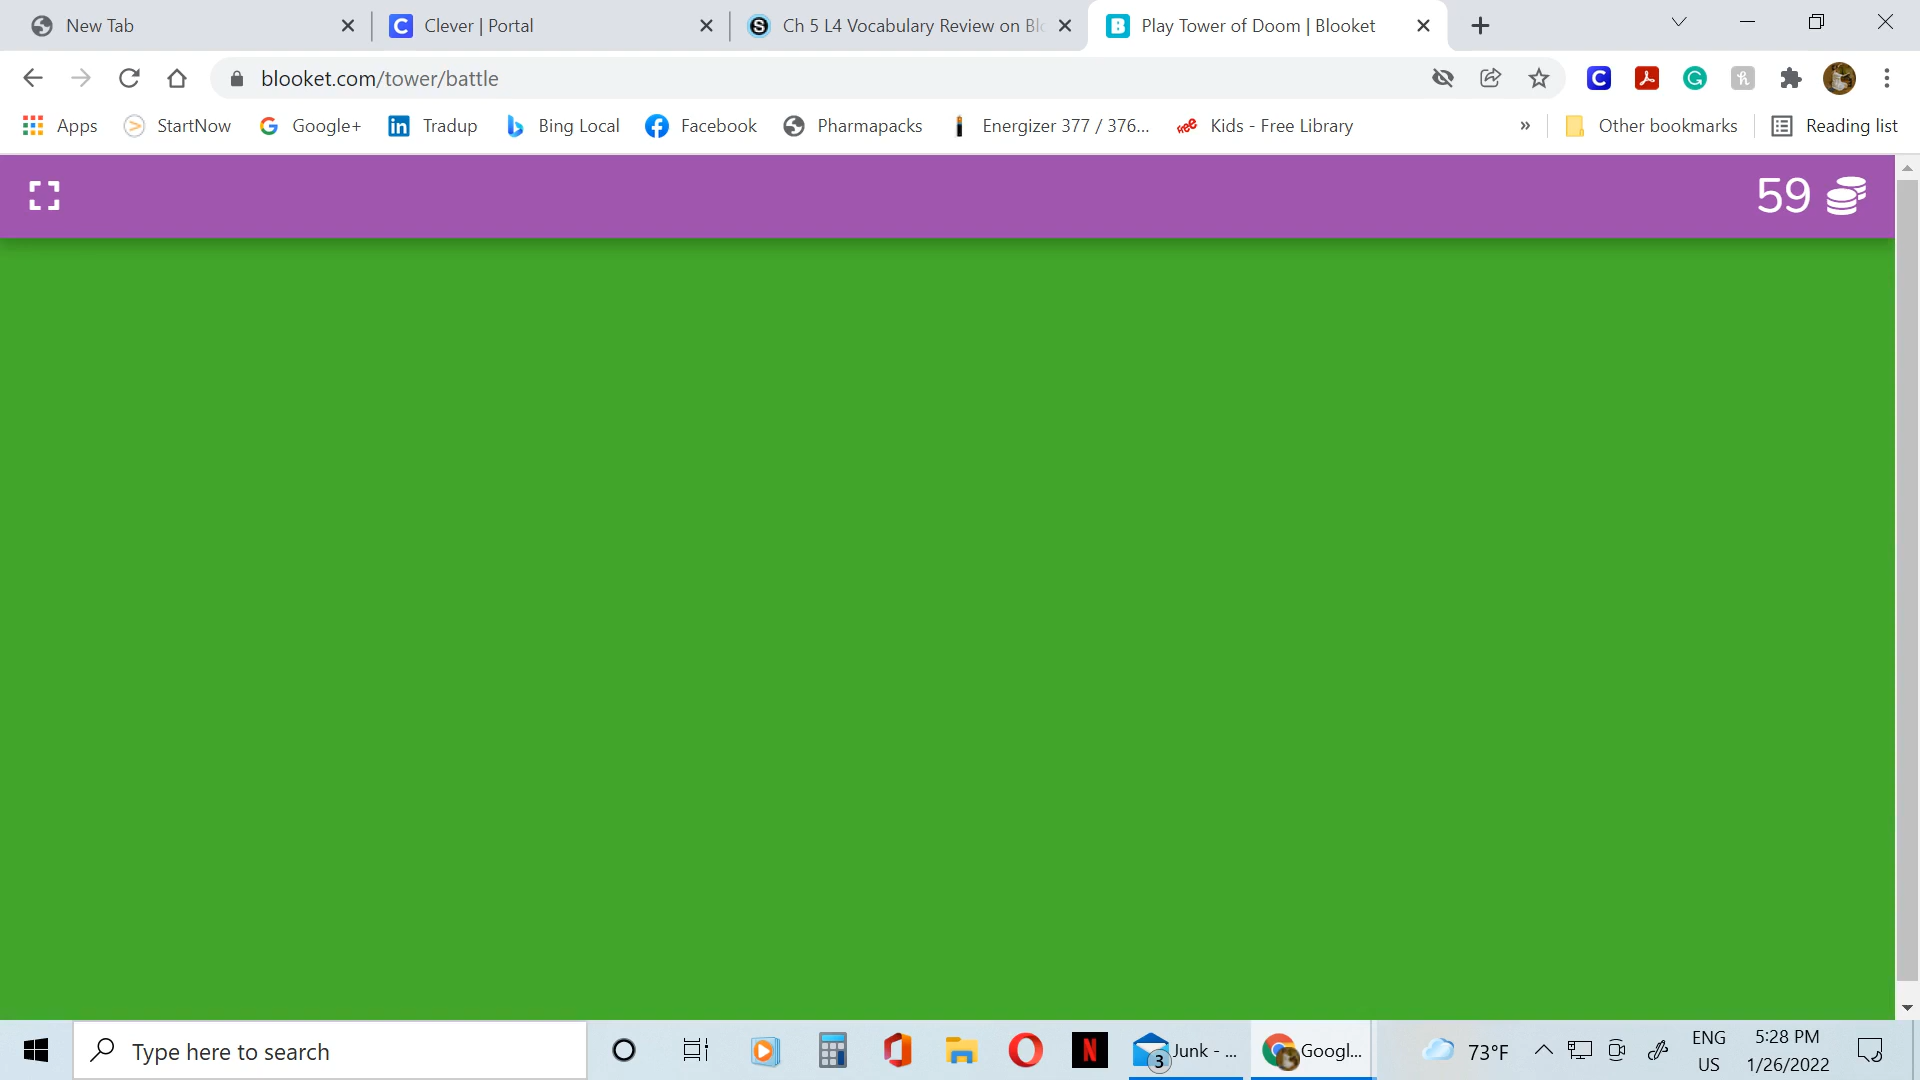 New Tab
Clever | Portal
Ch 5 L4 Vocabulary Review on Blo
Play Tower of Doom | Blooket
blooket.com/tower/battle
Apps
StartNow
Google+
Tradup
Bing Local
Facebook
Pharmapacks
Energizer 377 / 376...
Kids - Free Library
»
Other bookmarks
Reading list
59
Type here to search
3
Junk - ...
Googl...
73°F
ENG
US
5:28 PM
1/26/2022